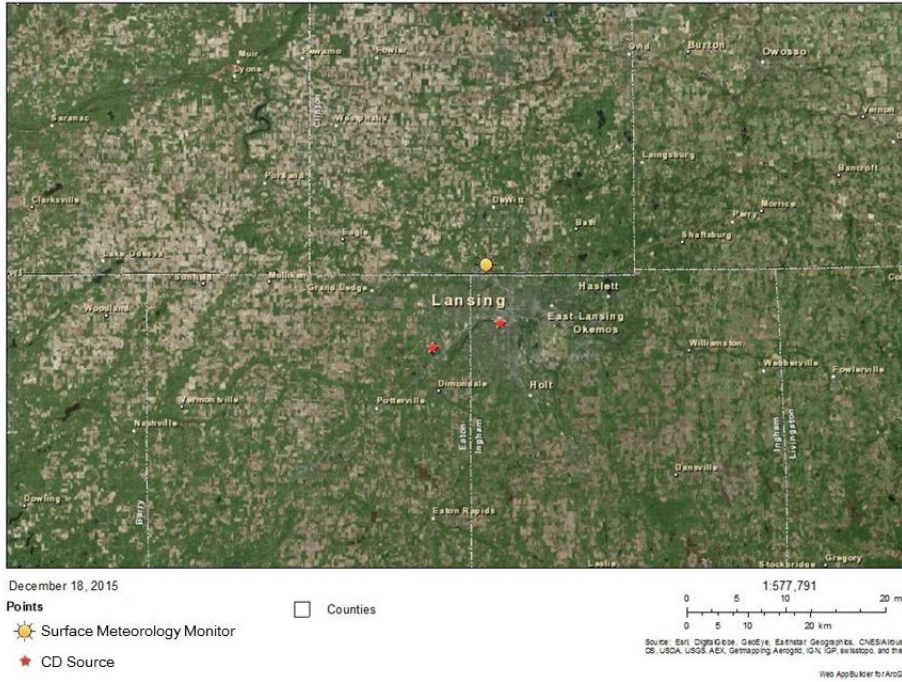 Muir
Pewamo
Fowler
Ovid
Burton
Owosso
Lyons
Saranac
Clinton
Westphalia
Vernon
Laingsburg
Bancroft
Portland
Clarksville
DeWitt
Bath
Perry
Morrice
Eagle
Shaftsburg
Lake Odessa
Sunfield
Mulliken
Grand Ledge
Haslett
Woodland
Lansing
East Lansing
Okemos
Williamston
Webberville
Fowlerville
Dimondale
Holt
Potterville
Vermontville
Nashville
Eaton
Ingham
Ingham
Livingston
Dansville
Dowling
Barry
Eaton Rapids
Leslie
Stockbridge
Gregory
December 18, 2015
Points
Surface Meteorology Monitor
CD Source
Counties
1:577,791
0 5 10 20 m
0 5 10 20 km
Source: Esri, DigitalGlobe, GeoEye, Earthstar Geographics, CNES/Airbus
DS, USDA, USGS, AEX, Getmapping, Aerogrid, IGN, IGP, swisstopo, and the
Web AppBuilder for ArcG